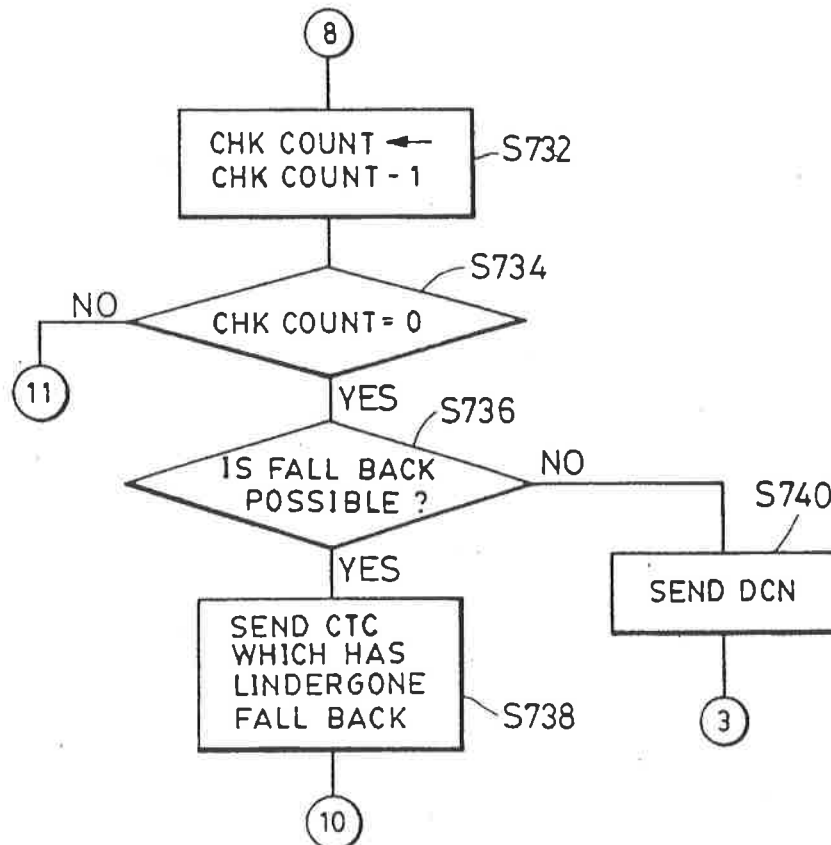 8
CHK COUNT ←
CHK COUNT - 1
S732
S734
NO
CHK COUNT = 0
11
YES
S736
IS FALL BACK
POSSIBLE ?
NO
S740
YES
SEND DCN
SEND CTC
WHICH HAS
LINDERGONE
FALL BACK
S738
3
10